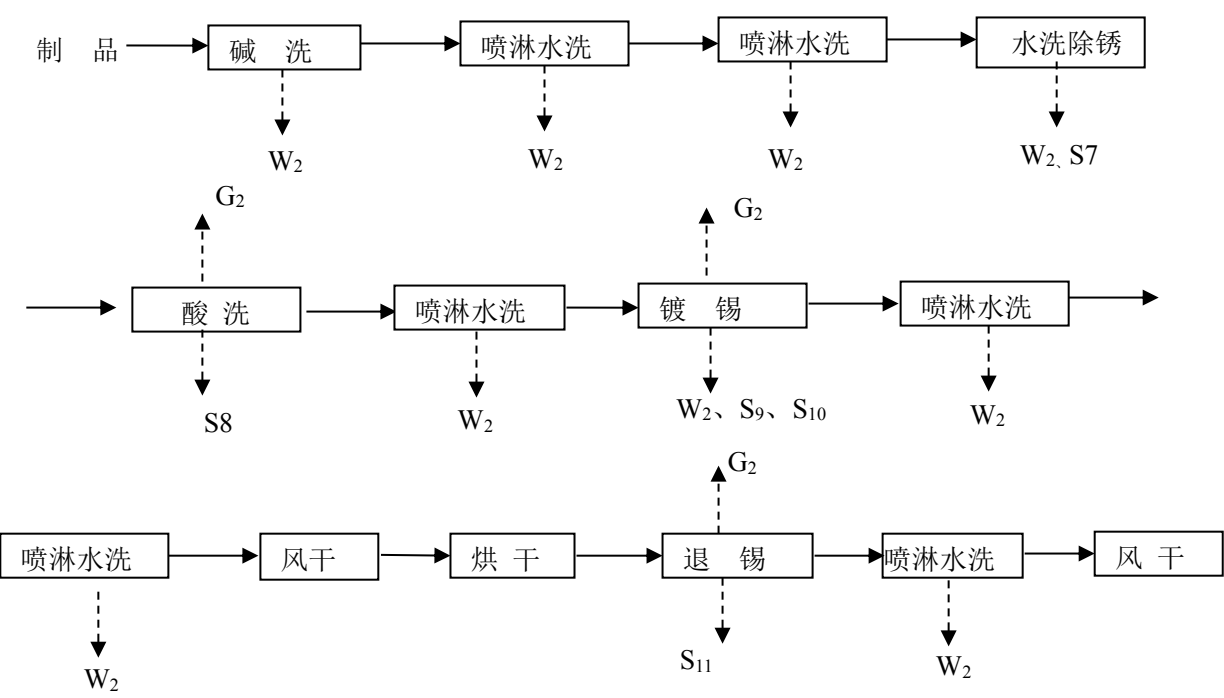 制 品 碱 洗 喷淋水洗 喷淋水洗 水洗除锈
W2 W2 W2 W2、S7
G2 G2
酸 洗 喷淋水洗 镀 锡 喷淋水洗
S8 W2 W2、S9、S10 W2
G2
喷淋水洗 风干 烘 干 退 锡 喷淋水洗 风 干
W2 S11 W2